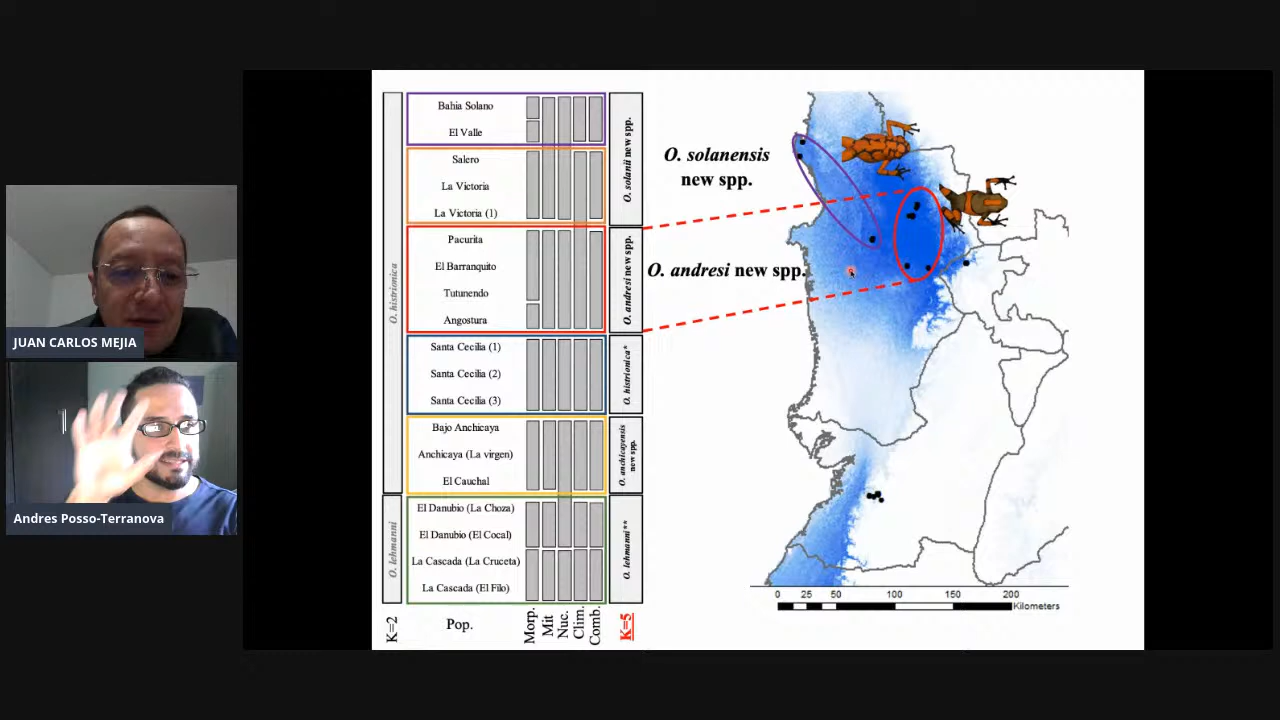 JUAN CARLOS MEJIA
Andres Posso-Terranova
O. histrionica
O. lehmanni
K=2
Bahia Solano
El Valle
Salero
La Victoria
La Victoria (1)
Pacurita
El Barranquito
Tutunendo
Angostura
Santa Cecilia (1)
Santa Cecilia (2)
Santa Cecilia (3)
Bajo Anchicaya
Anchicaya (La virgen)
El Cauchal
El Danubio (La Choza)
El Danubio (El Cocal)
La Cascada (La Cruceta)
La Cascada (El Filo)
Pop.
Morp.
Mit
Nuc.
Clim.
Comb.
O. solanii new spp.
O. andresi new spp.
O. histrionica*
O. anchicayensis
new spp.
O. lehmanni**
K=5
O. solanensis
new spp.
O. andresi new spp.
0 25 50 100 150 200
Kilometers